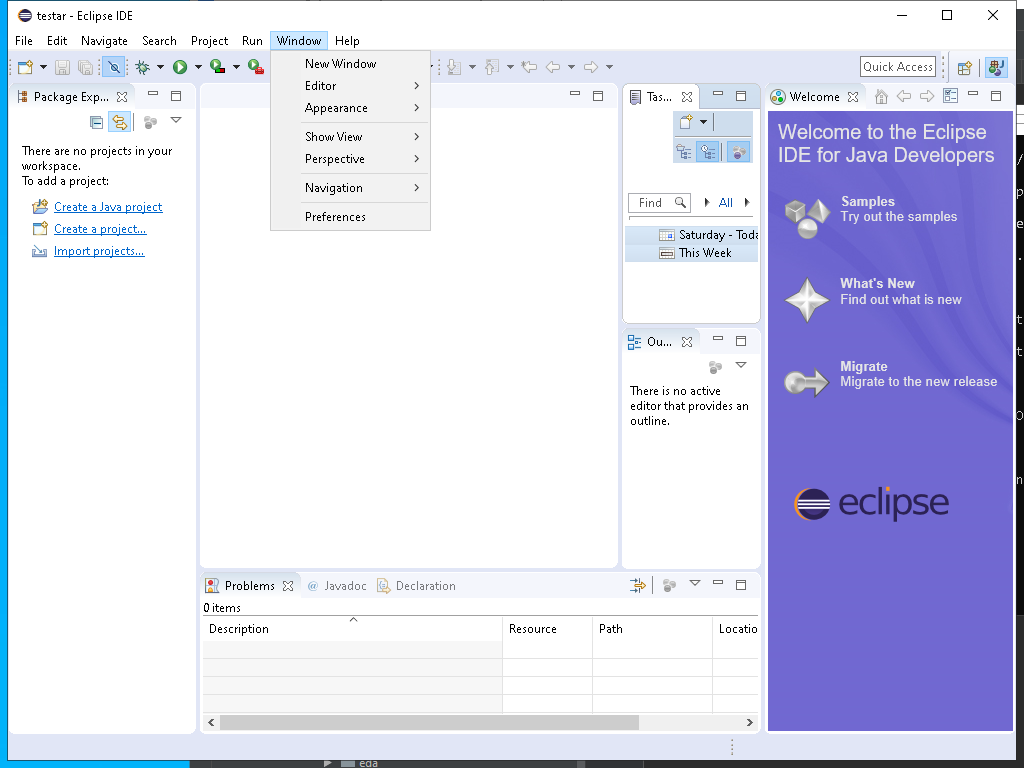 testar - Eclipse IDE
File Edit Navigate Search Project Run Window Help
New Window
Editor
Appearance
Show View
Perspective
Navigation
Preferences
Quick Access
Package Exp...
There are no projects in your
workspace.
To add a project:
Create a Java project
Create a project...
Import projects...
Tas...
Find
All
Saturday - Toda
This Week
Ou...
There is no active
editor that provides an
outline.
Welcome
Welcome to the Eclipse
IDE for Java Developers
Samples
Try out the samples
What's New
Find out what is new
Migrate
Migrate to the new release
eclipse
Problems @ Javadoc Declaration
0 items
Description Resource Path Locatio
eda